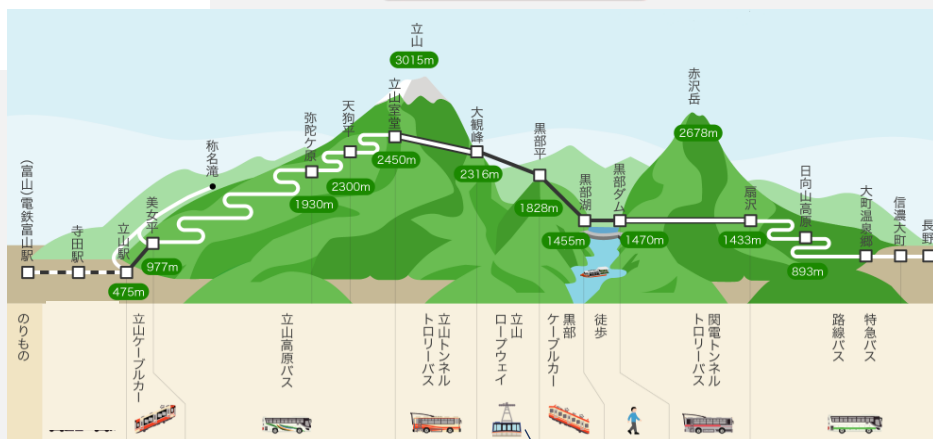 立山
3015m
赤沢岳
2678m
(富山)電鉄富山駅
寺田駅
立山駅
475m
美女平
977m
称名滝
弥陀ケ原
1930m
天狗平
2300m
立山室堂
2450m
大観峰
2316m
黒部平
1828m
黒部湖
1455m
黒部ダム
1470m
扇沢
1433m
日向山高原
893m
大町温泉郷
信濃大町
長野
のりもの
立山ケーブルカー
立山高原バス
立山トンネル
トロリーバス
立山
ロープウェイ
黒部
ケーブルカー
徒歩
関電トンネル
トロリーバス
特急バス
路線バス